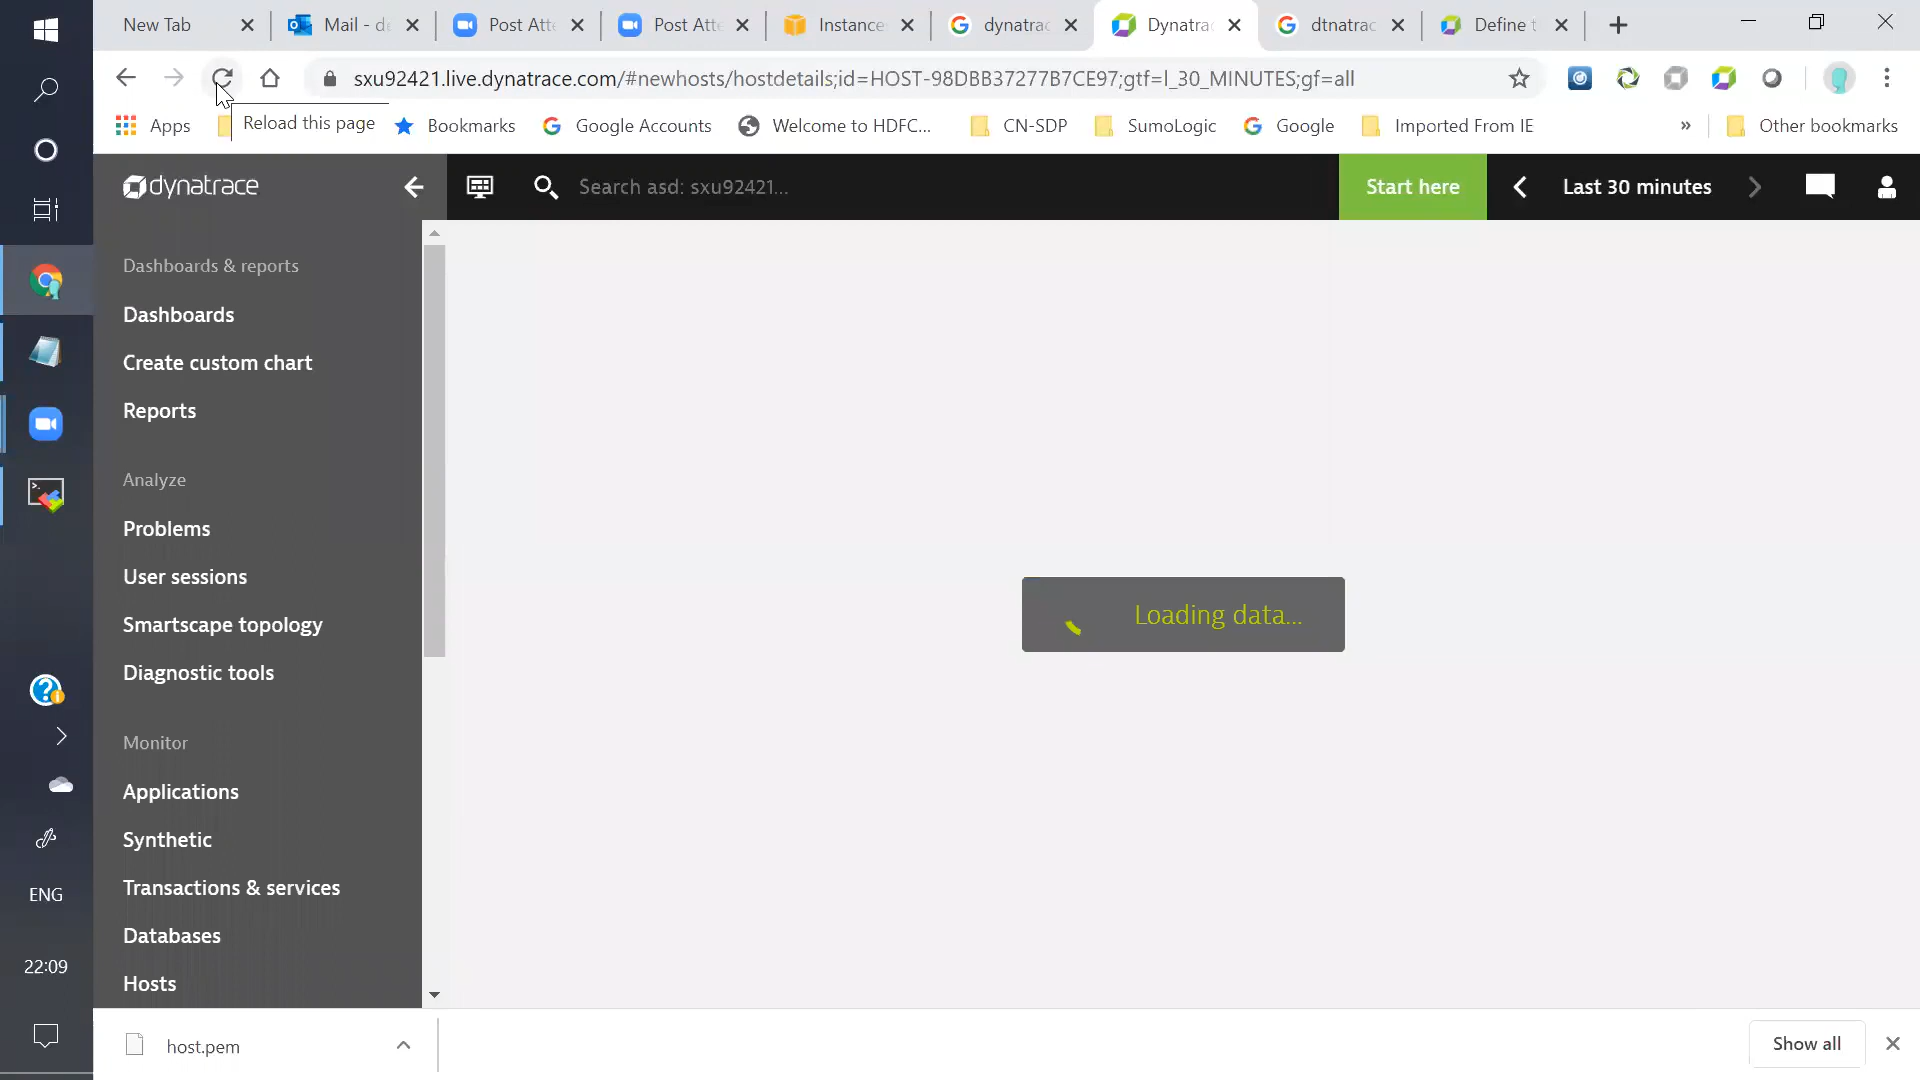 New Tab
Mail - d
Post Atte
Post Atte
Instance
dynatrac
Dynatra
dtnatrac
Define t
sxu92421.live.dynatrace.com/#newhosts/hostdetails;id=HOST-98DBB37277B7CE97;gtf=l_30_MINUTES;gf=all
Apps
Reload this page
Bookmarks
Google Accounts
Welcome to HDFC...
CN-SDP
SumoLogic
Google
Imported From IE
»
Other bookmarks
dynatrace
Search asd: sxu92421...
Start here
Last 30 minutes
Dashboards & reports
Dashboards
Create custom chart
Reports
Analyze
Problems
User sessions
Smartscape topology
Diagnostic tools
Monitor
Applications
Synthetic
Transactions & services
Databases
Hosts
Loading data...
ENG
22:09
host.pem
Show all